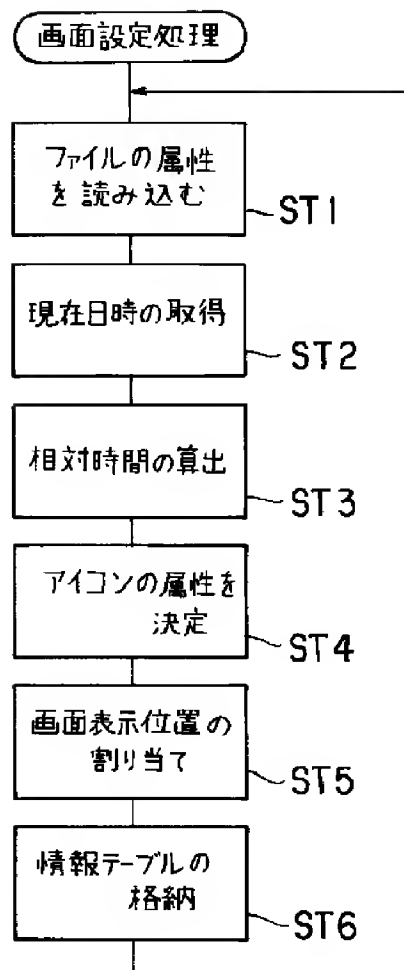 画面設定処理
ファイルの属性
を読み込む
ST1
現在日時の取得
ST2
相対時間の算出
ST3
アイコンの属性を
決定
ST4
画面表示位置の
割り当て
ST5
情報テーブルの
格納
ST6